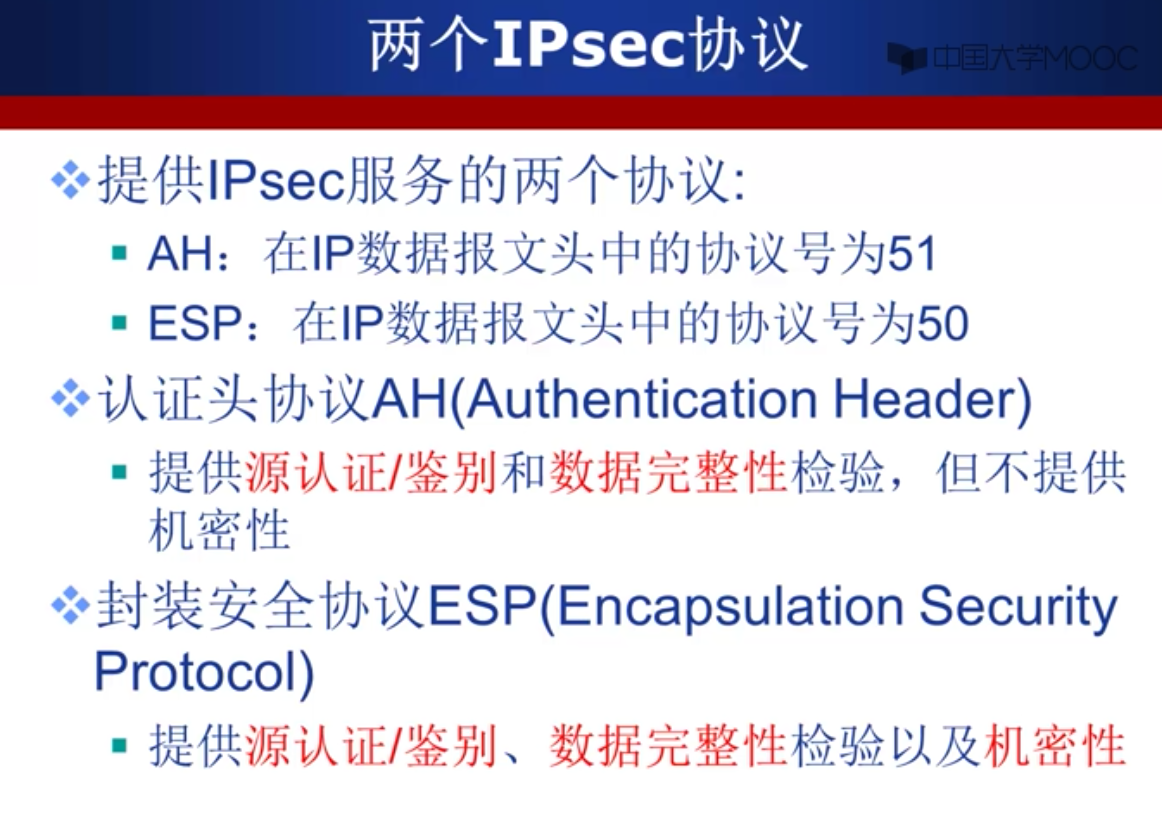 两个IPsec协议
中国大学MOOC
提供IPsec服务的两个协议:
AH：在IP数据报文头中的协议号为51
ESP：在IP数据报文头中的协议号为50
认证头协议AH(Authentication Header)
提供源认证/鉴别和数据完整性检验，但不提供
机密性
封装安全协议ESP(Encapsulation Security
Protocol)
提供源认证/鉴别、数据完整性检验以及机密性